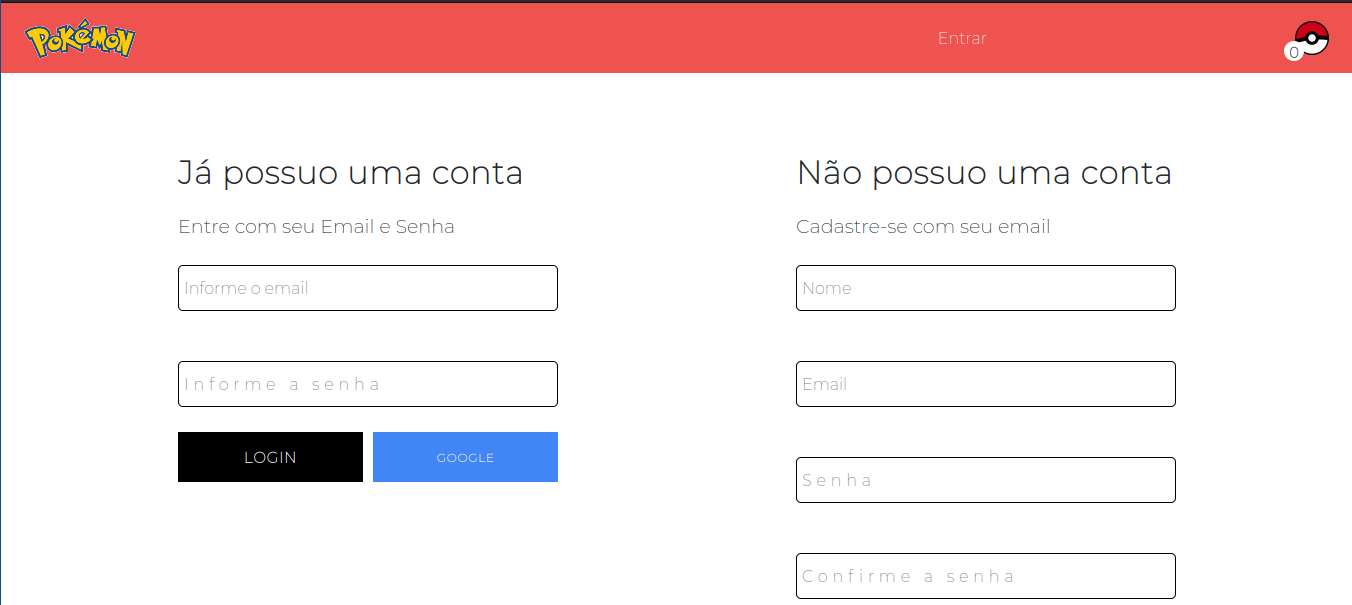 Pokémon
Entrar
0
Já possuo uma conta
Entre com seu Email e Senha
Informe o email
Informe a senha
LOGIN
GOOGLE
Não possuo uma conta
Cadastre-se com seu email
Nome
Email
Senha
Confirme a senha